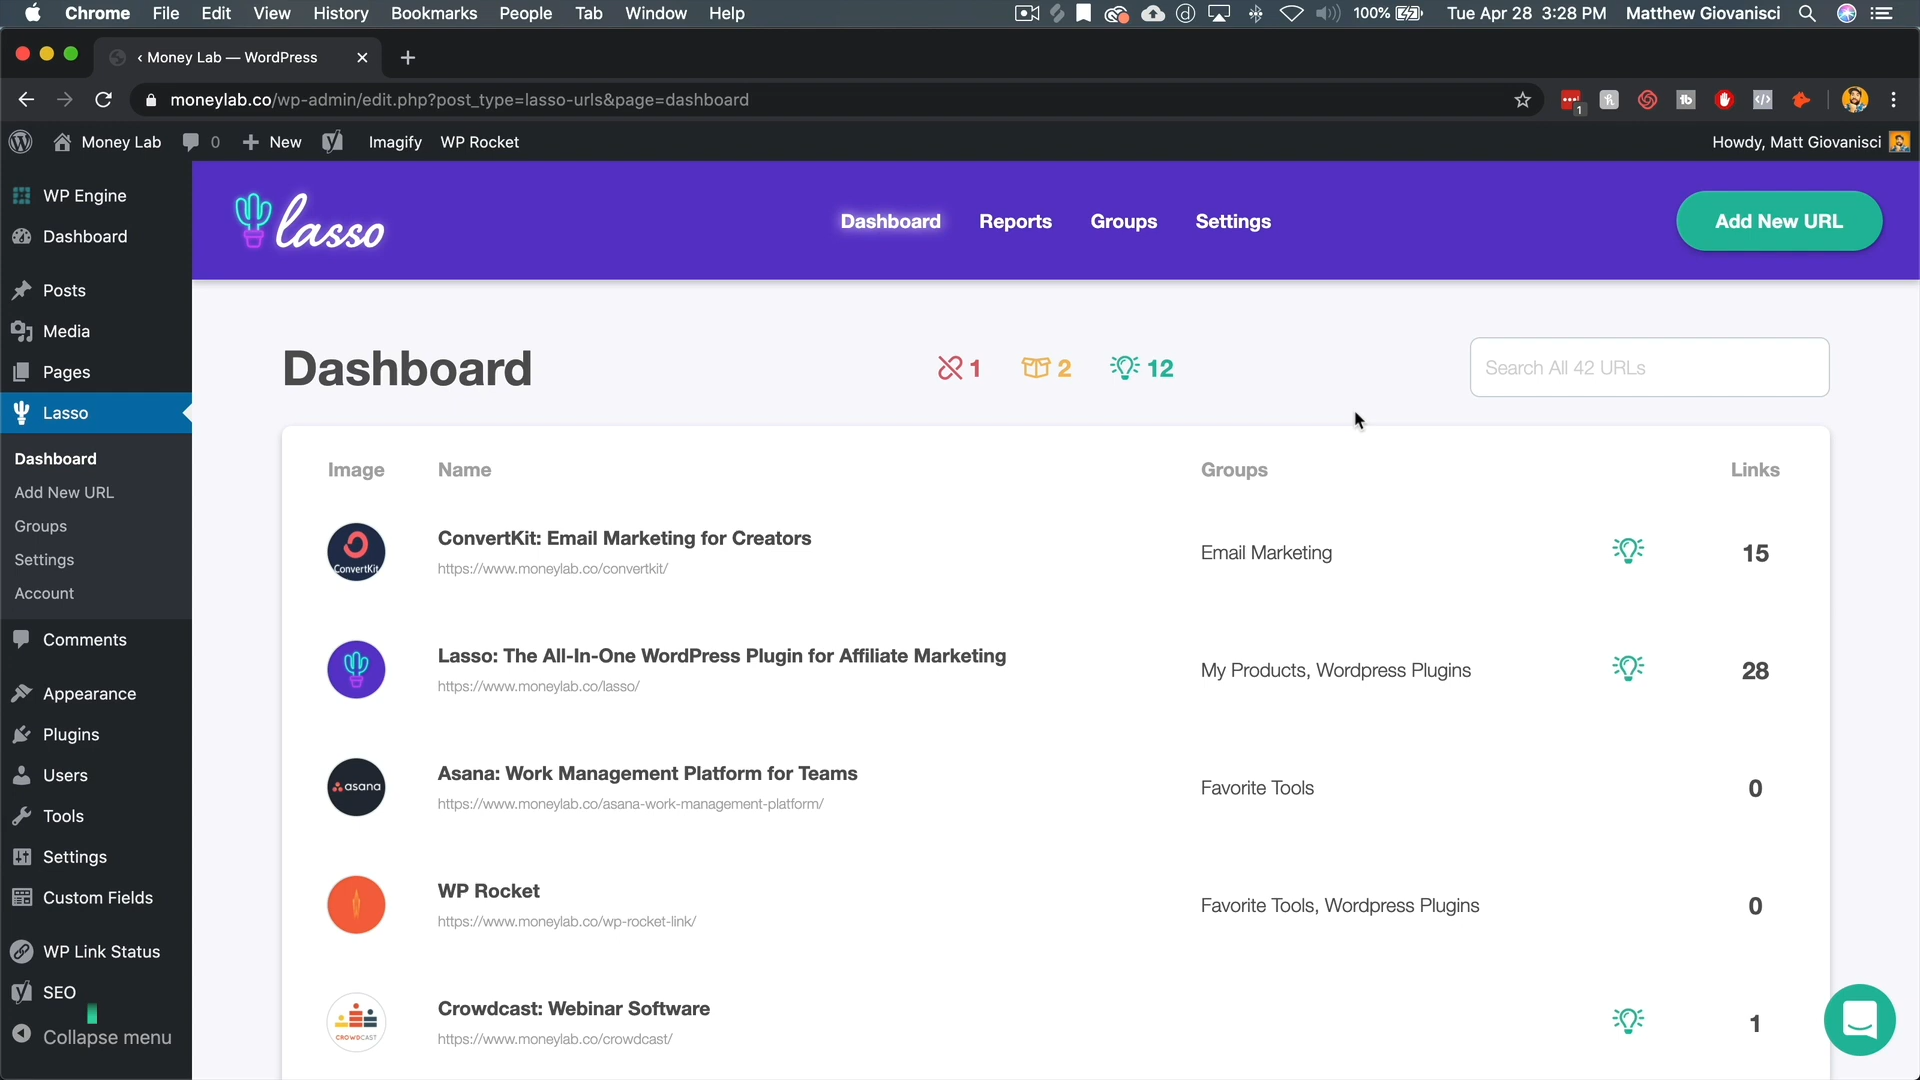 Chrome File Edit View History Bookmarks People Tab Window Help 100% Tue Apr 28 3:28 PM Matthew Giovanisci
‹ Money Lab — WordPress
moneylab.co/wp-admin/edit.php?post_type=lasso-urls&page=dashboard
1
Money Lab 0 New Imagify WP Rocket Howdy, Matt Giovanisci
WP Engine
Dashboard
Posts
Media
Pages
Lasso
Dashboard
Add New URL
Groups
Settings
Account
Comments
Appearance
Plugins
Users
Tools
Settings
Custom Fields
WP Link Status
SEO
Collapse menu
lasso
Dashboard Reports Groups Settings
Add New URL
Dashboard
1 2 12
Search All 42 URLs
Image Name Groups Links
ConvertKit
ConvertKit: Email Marketing for Creators
https://www.moneylab.co/convertkit/
Email Marketing
15
Lasso: The All-In-One WordPress Plugin for Affiliate Marketing
https://www.moneylab.co/lasso/
My Products, Wordpress Plugins
28
asana
Asana: Work Management Platform for Teams
https://www.moneylab.co/asana-work-management-platform/
Favorite Tools
0
WP Rocket
https://www.moneylab.co/wp-rocket-link/
Favorite Tools, Wordpress Plugins
0
CROWDCAST
Crowdcast: Webinar Software
https://www.moneylab.co/crowdcast/
1